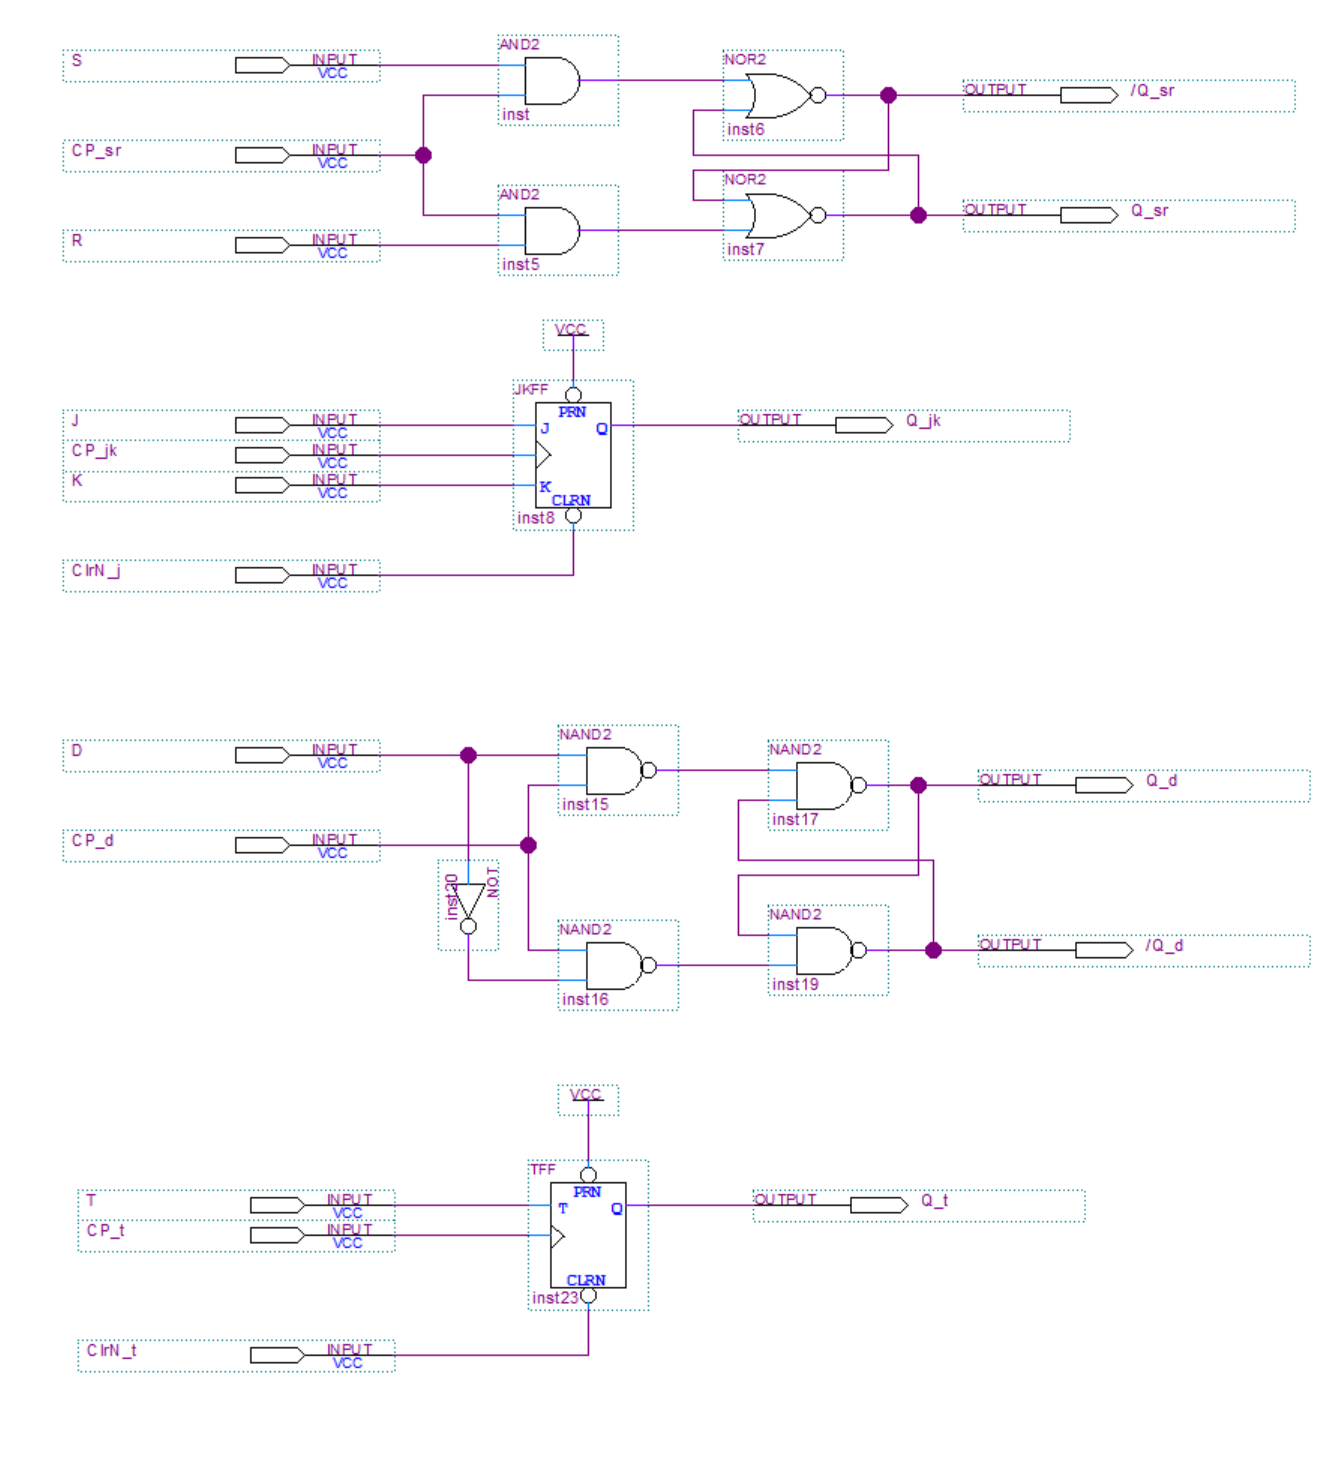 AND2
S INPUT VCC
inst
NOR2
inst6
OUTPUT /Q_sr
CP_sr INPUT VCC
AND2
R INPUT VCC
inst5
NOR2
inst7
OUTPUT Q_sr
VCC
JKFF
PRN
J INPUT VCC
J Q
OUTPUT Q_jk
CP_jk INPUT VCC
K INPUT VCC
K
CLRN
inst8
ClrN_j INPUT VCC
D INPUT VCC
NAND2
inst15
NAND2
inst17
OUTPUT Q_d
CP_d INPUT VCC
inst20
NOT
NAND2
inst16
NAND2
inst19
OUTPUT /Q_d
VCC
TFF
PRN
T INPUT VCC
T Q
OUTPUT Q_t
CP_t INPUT VCC
CLRN
inst23
ClrN_t INPUT VCC